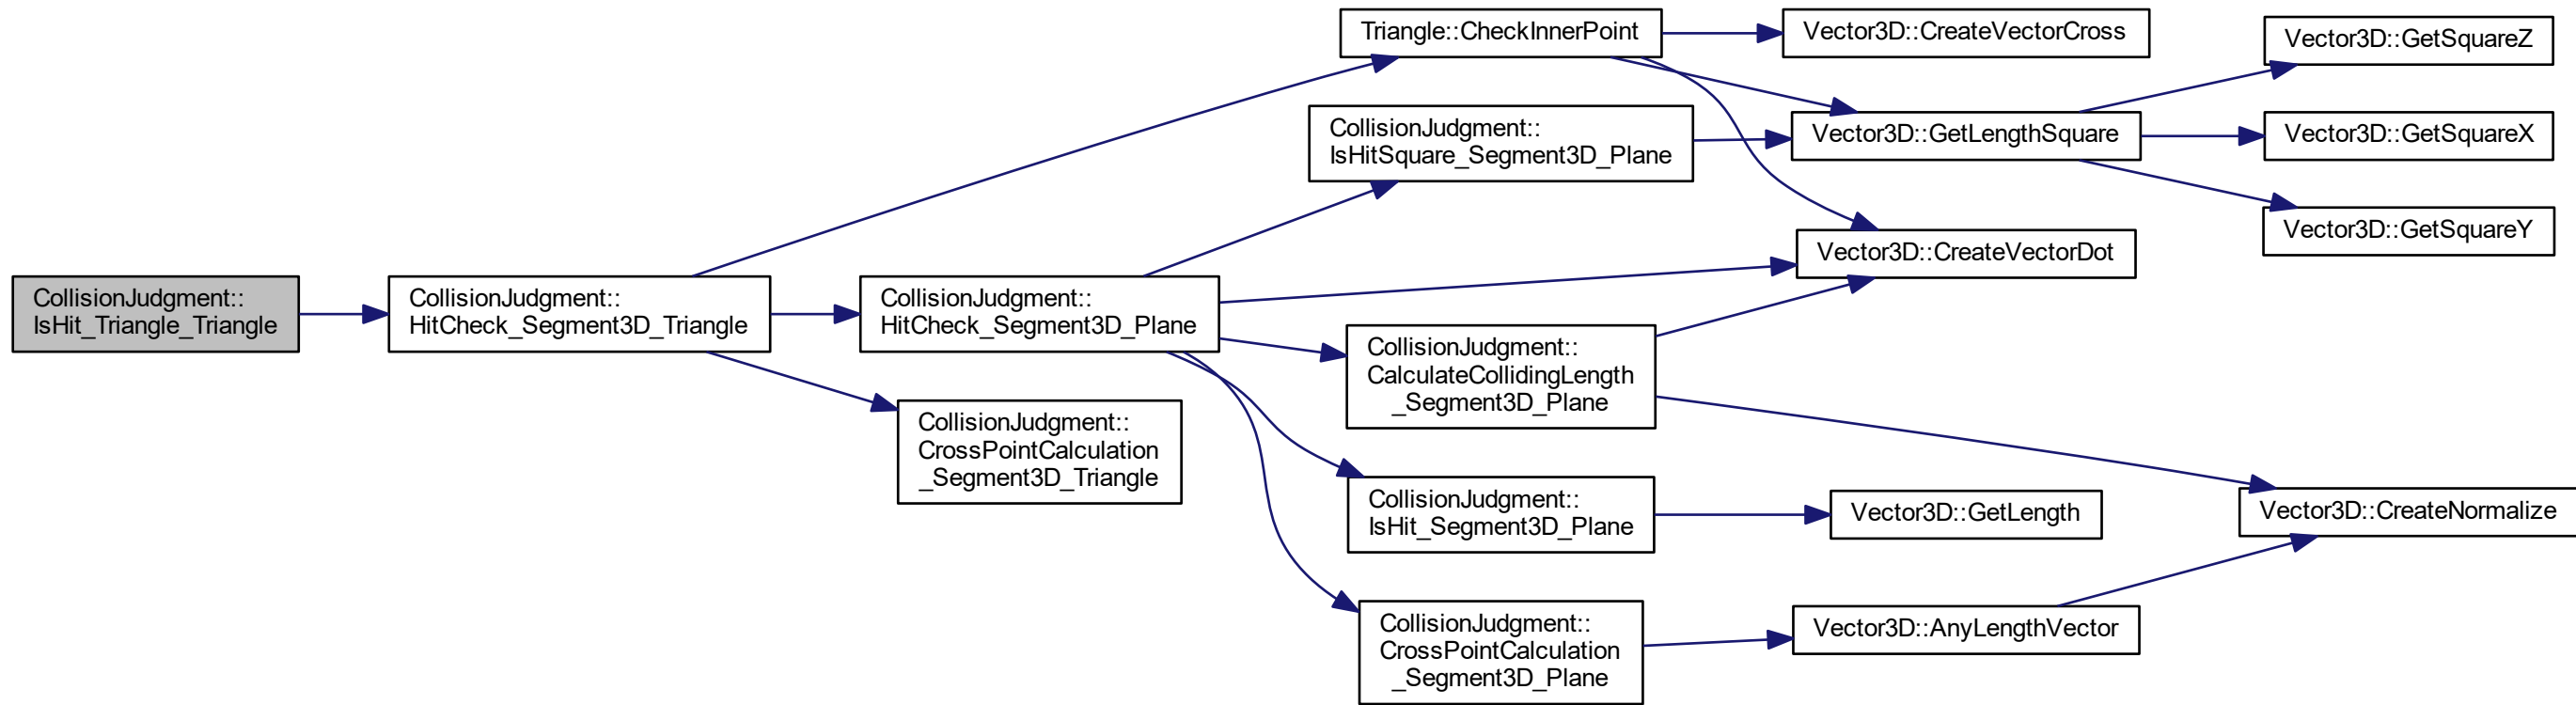 CollisionJudgment::
IsHit_Triangle_Triangle
CollisionJudgment::
HitCheck_Segment3D_Triangle
Triangle::CheckInnerPoint
Vector3D::CreateVectorCross
Vector3D::GetLengthSquare
Vector3D::GetSquareZ
Vector3D::GetSquareX
Vector3D::GetSquareY
Vector3D::CreateVectorDot
CollisionJudgment::
HitCheck_Segment3D_Plane
CollisionJudgment::
IsHitSquare_Segment3D_Plane
CollisionJudgment::
CalculateCollidingLength
_Segment3D_Plane
Vector3D::CreateNormalize
CollisionJudgment::
IsHit_Segment3D_Plane
Vector3D::GetLength
CollisionJudgment::
CrossPointCalculation
_Segment3D_Plane
Vector3D::AnyLengthVector
CollisionJudgment::
CrossPointCalculation
_Segment3D_Triangle